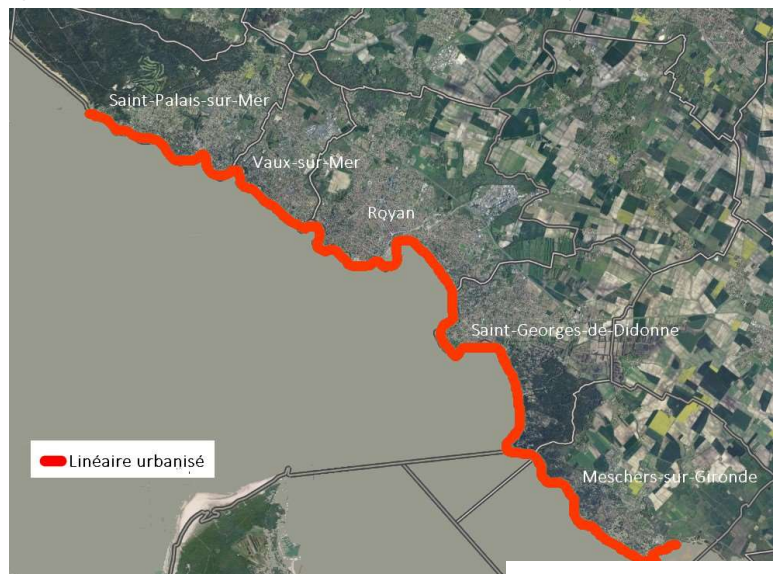 Saint-Palais-sur-Mer
Vaux-sur-Mer
Royan
Saint-Georges-de-Didonne
Linéaire urbanisé
Meschers-sur-Gironde